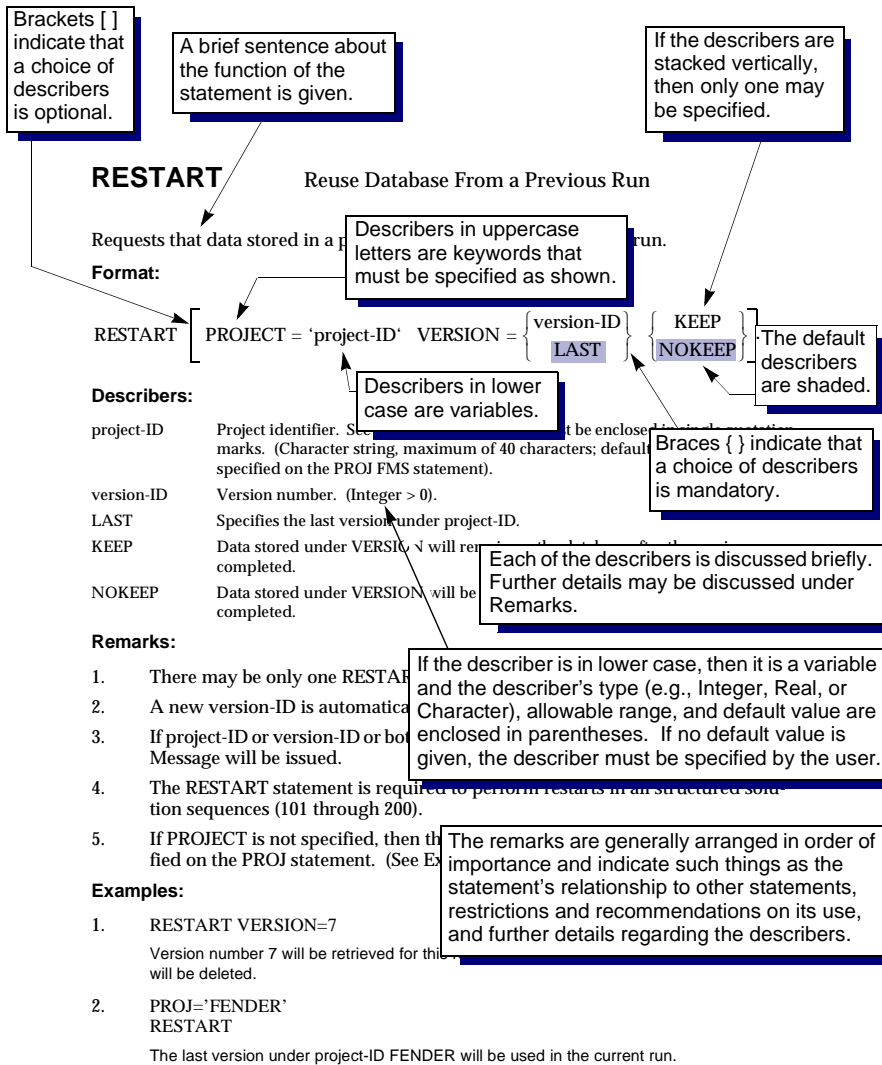 Brackets [ ]
indicate that
a choice of
describers
is optional.
A brief sentence about
the function of the
statement is given.
If the describers are
stacked vertically,
then only one may
be specified.
RESTART Reuse Database From a Previous Run
Requests that data stored in a run.
Describers in uppercase
letters are keywords that
must be specified as shown.
Format:
RESTART [ PROJECT = ‘project-ID‘ VERSION = { version-ID
LAST } { KEEP
NOKEEP } ]
The default
describers
are shaded.
Describers in lower
case are variables.
Braces { } indicate that
a choice of describers
is mandatory.
Describers:
project-ID Project identifier. be enclosed in single quotation
marks. (Character string, maximum of 40 characters; default
specified on the PROJ FMS statement).
version-ID Version number. (Integer > 0).
LAST Specifies the last version under project-ID.
KEEP Data stored under VERSION will
completed.
NOKEEP Data stored under VERSION will be
completed.
Each of the describers is discussed briefly.
Further details may be discussed under
Remarks.
Remarks:
1. There may be only one
2. A new version-ID is
3. If project-ID or version-ID or
Message will be issued.
4. The RESTART statement is required to perform restarts in all structured solu-
tion sequences (101 through 200).
5. If PROJECT is not specified, then
fied on the PROJ statement. (See
If the describer is in lower case, then it is a variable
and the describer’s type (e.g., Integer, Real, or
Character), allowable range, and default value are
enclosed in parentheses. If no default value is
given, the describer must be specified by the user.
The remarks are generally arranged in order of
importance and indicate such things as the
statement’s relationship to other statements,
restrictions and recommendations on its use,
and further details regarding the describers.
Examples:
1. RESTART VERSION=7
Version number 7 will be retrieved for this
will be deleted.
2. PROJ=’FENDER’
RESTART
The last version under project-ID FENDER will be used in the current run.